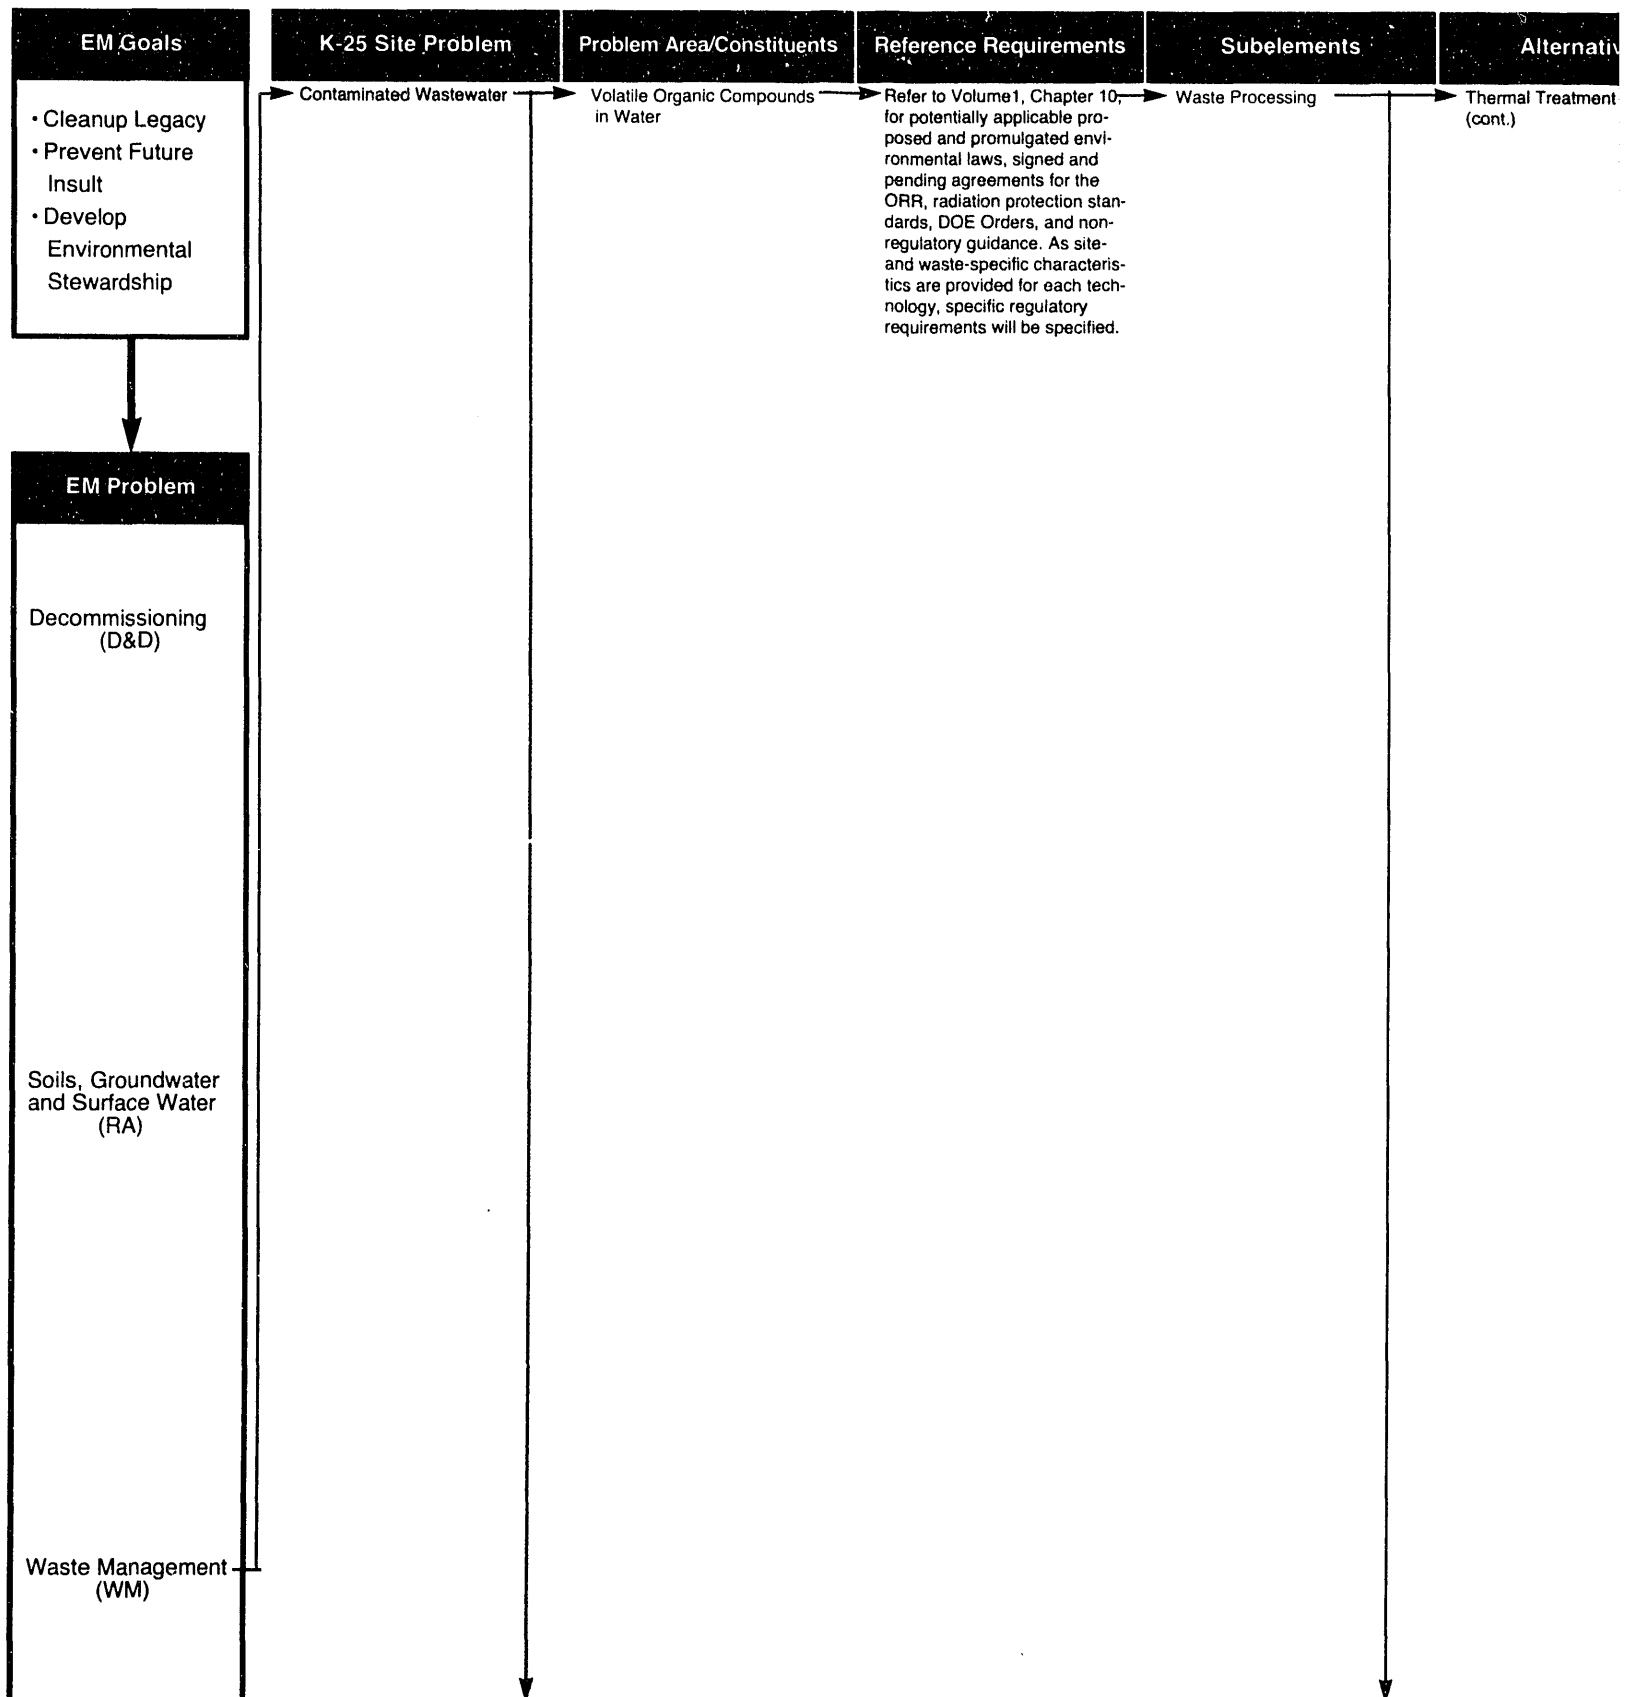 EM Goals
• Cleanup Legacy
• Prevent Future
Insult
• Develop
Environmental
Stewardship
EM Problem
Decommissioning
(D&D)
Soils, Groundwater
and Surface Water
(RA)
Waste Management
(WM)
K-25 Site Problem
Contaminated Wastewater
Problem Area/Constituents
Volatile Organic Compounds
in Water
Reference Requirements
Refer to Volume1, Chapter 10,
for potentially applicable pro-
posed and promulgated envi-
ronmental laws, signed and
pending agreements for the
ORR, radiation protection stan-
dards, DOE Orders, and non-
regulatory guidance. As site-
and waste-specific characteris-
tics are provided for each tech-
nology, specific regulatory
requirements will be specified.
Subelements
Waste Processing
Alternativ
Thermal Treatment
(cont.)